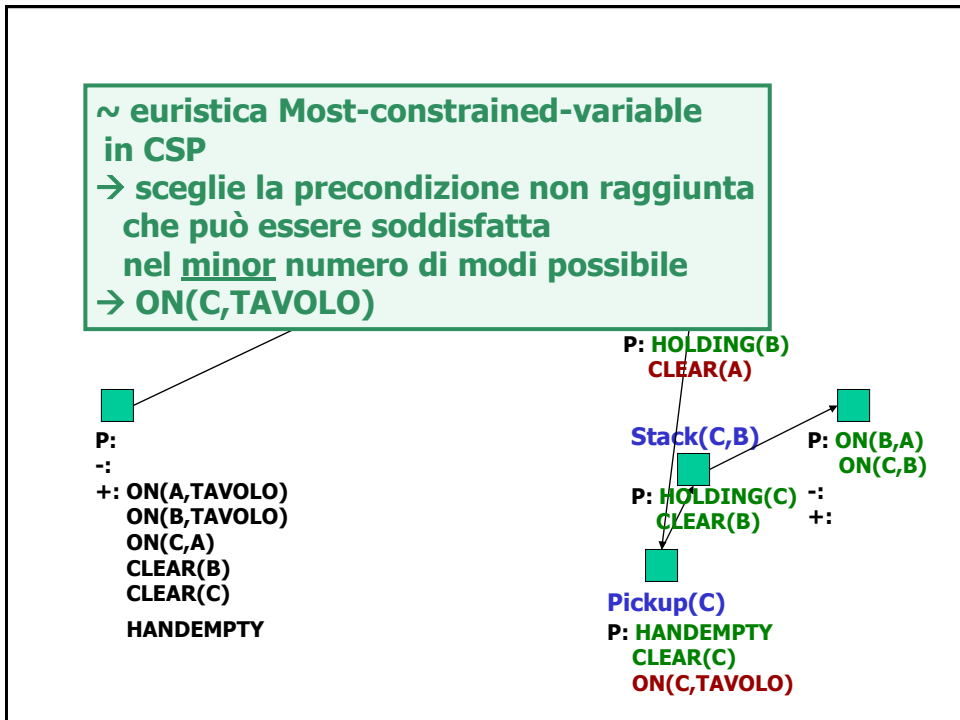 ~ euristica Most-constrained-variable
in CSP
→ sceglie la precondizione non raggiunta
che può essere soddisfatta
nel minor numero di modi possibile
→ ON(C,TAVOLO)
P: HOLDING(B)
CLEAR(A)
P:
-:
+: ON(A,TAVOLO)
ON(B,TAVOLO)
ON(C,A)
CLEAR(B)
CLEAR(C)
HANDEMPTY
Stack(C,B)
P: HOLDING(C)
CLEAR(B)
P: ON(B,A)
ON(C,B)
-:
+:
Pickup(C)
P: HANDEMPTY
CLEAR(C)
ON(C,TAVOLO)